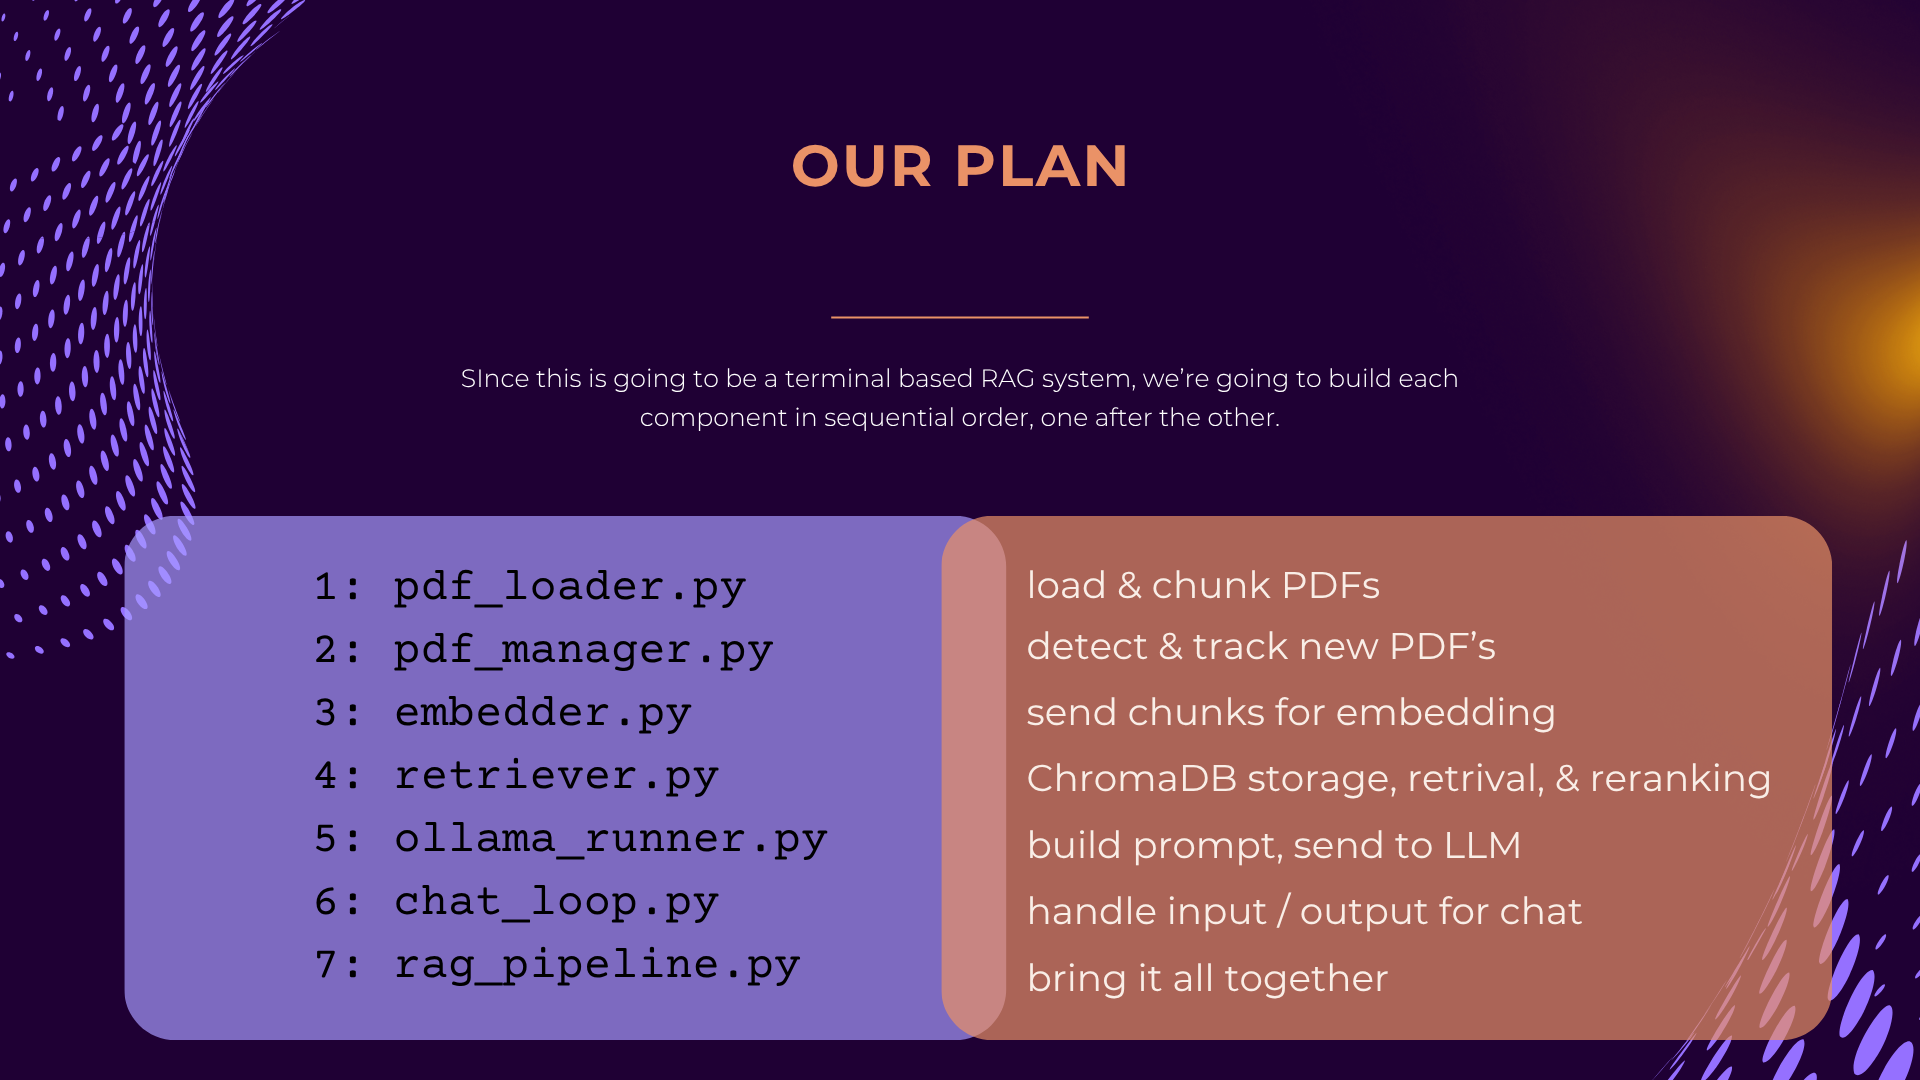 OUR PLAN
SInce this is going to be a terminal based RAG system, we’re going to build each
component in sequential order, one after the other.
1: pdf_loader.py load & chunk PDFs
2: pdf_manager.py detect & track new PDF’s
3: embedder.py send chunks for embedding
4: retriever.py ChromaDB storage, retrival, & reranking
5: ollama_runner.py build prompt, send to LLM
6: chat_loop.py handle input / output for chat
7: rag_pipeline.py bring it all together